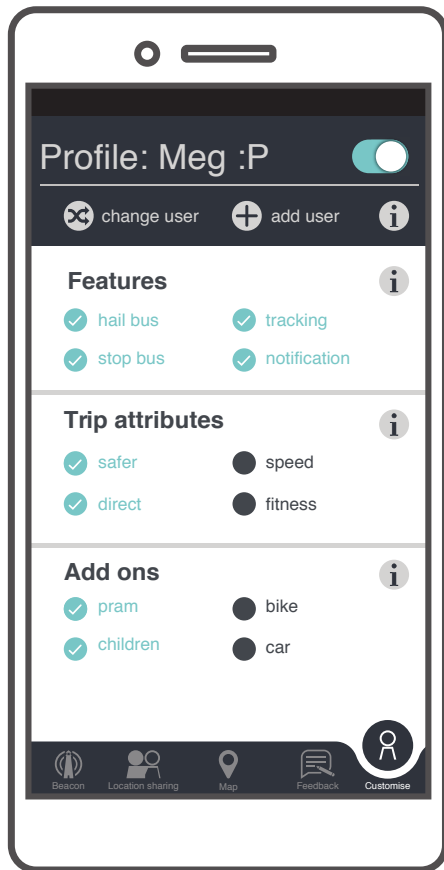 Profile: Meg :P
change user add user i
Features i
hail bus tracking
stop bus notification
Trip attributes i
safer speed
direct fitness
Add ons i
pram bike
children car
Beacon Location sharing Map Feedback Customise